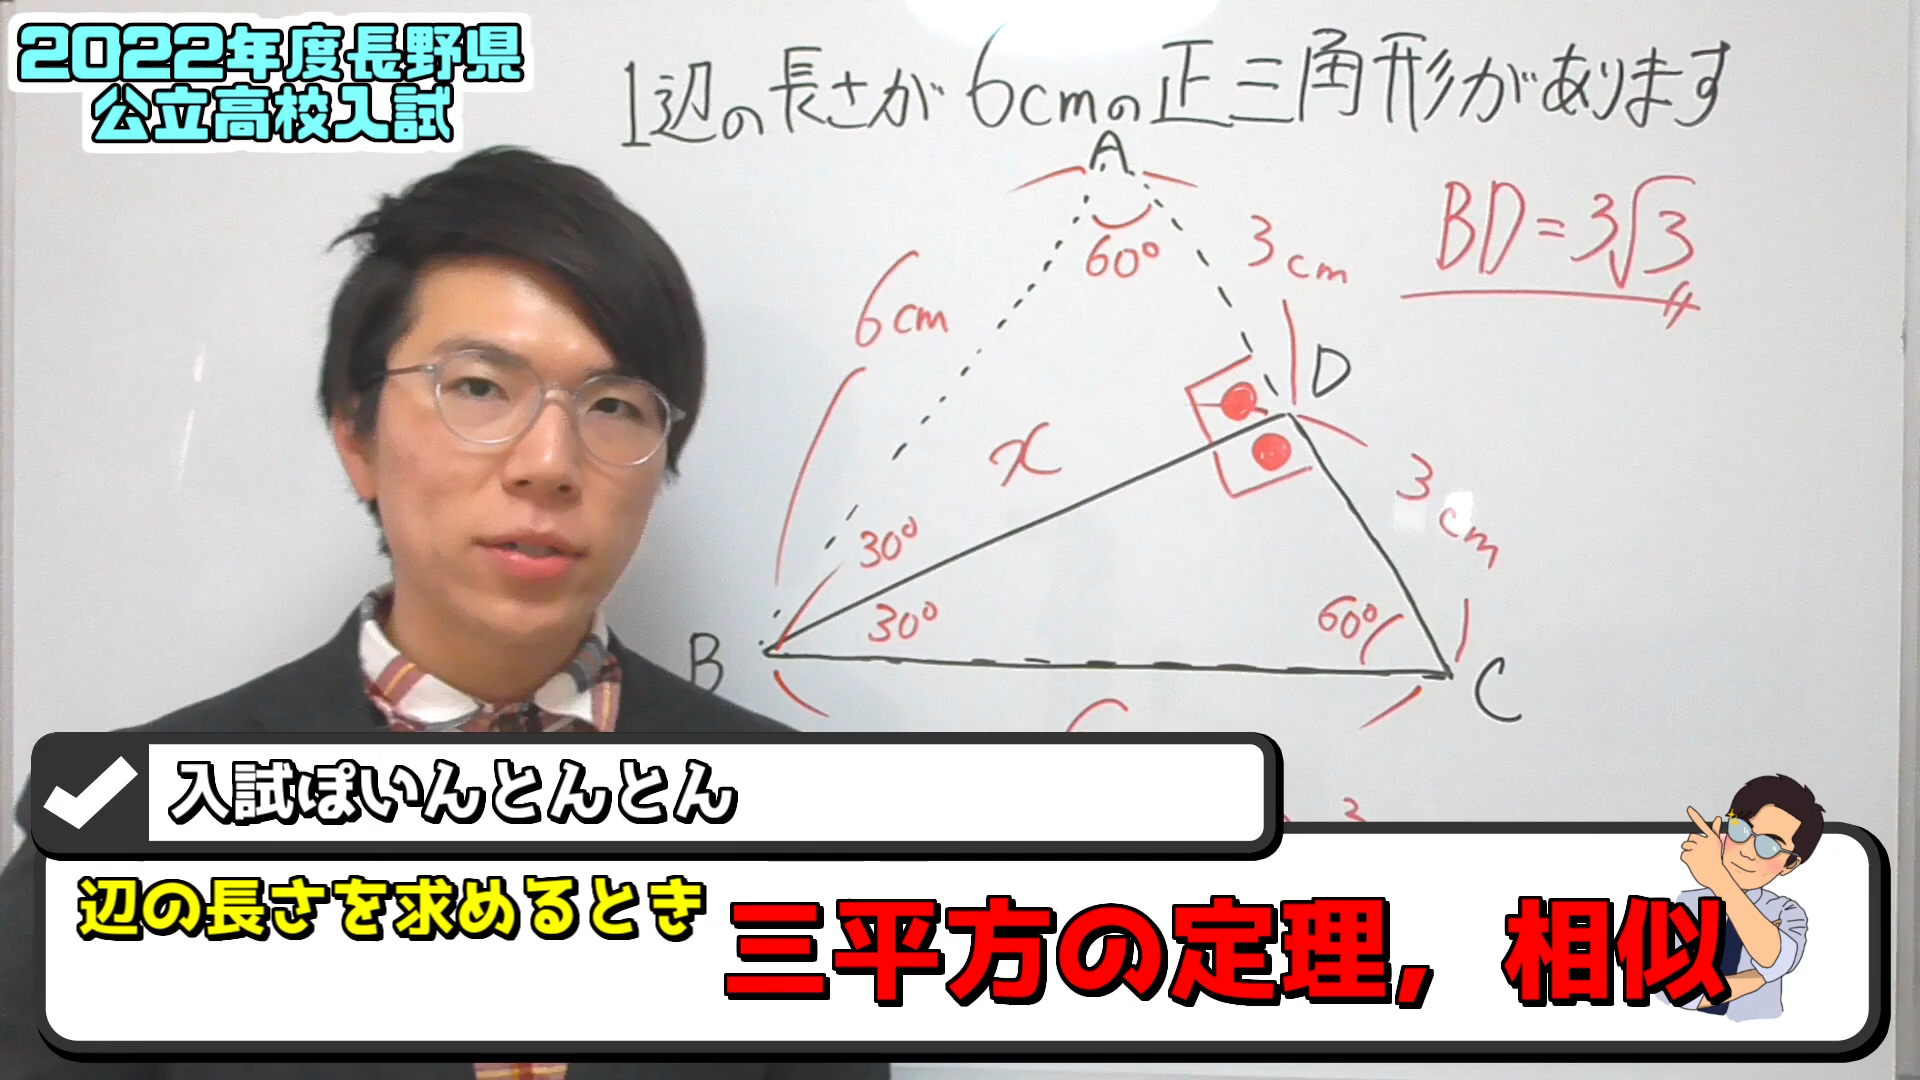 2022年度長野県
公立高校入試
1辺の長さが6cmの正三角形があります
A
60°
3cm
BD=3√3
6cm
D
x
3cm
30°
30°
60°
B
C
入試ぽいんとんとん
辺の長さを求めるとき
三平方の定理，相似